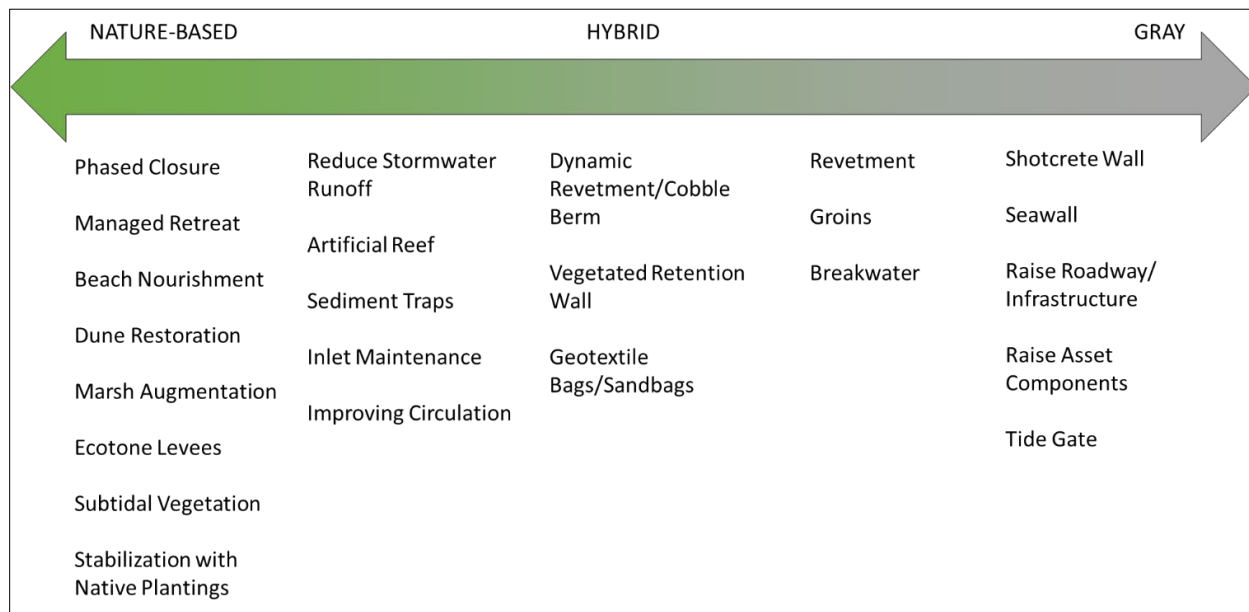 NATURE-BASED
HYBRID
GRAY
Phased Closure
Managed Retreat
Beach Nourishment
Dune Restoration
Marsh Augmentation
Ecotone Levees
Subtidal Vegetation
Stabilization with
Native Plantings
Reduce Stormwater
Runoff
Artificial Reef
Sediment Traps
Inlet Maintenance
Improving Circulation
Dynamic
Revetment/Cobble
Berm
Vegetated Retention
Wall
Geotextile
Bags/Sandbags
Revetment
Groins
Breakwater
Shotcrete Wall
Seawall
Raise Roadway/
Infrastructure
Raise Asset
Components
Tide Gate